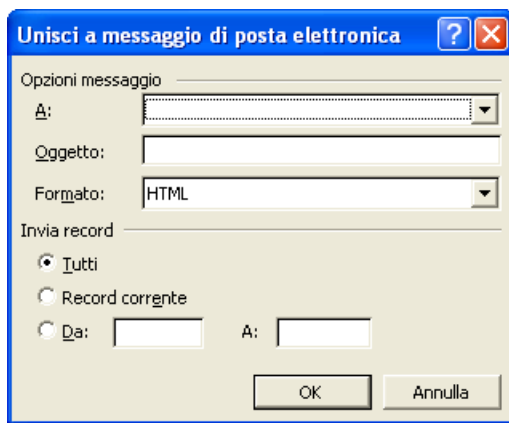 Unisci a messaggio di posta elettronica
Opzioni messaggio
A:
Oggetto:
Formato: HTML
Invia record
Tutti
Record corrente
Da: A:
OK Annulla